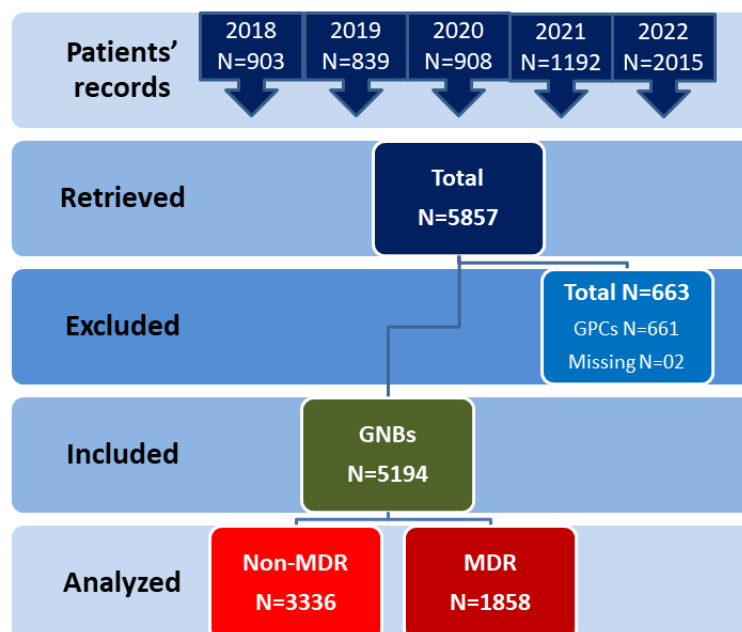 Patients’
records
2018
N=903
2019
N=839
2020
N=908
2021
N=1192
2022
N=2015
Retrieved
Total
N=5857
Excluded
Total N=663
GPCs N=661
Missing N=02
Included
GNBs
N=5194
Analyzed
Non-MDR
N=3336
MDR
N=1858